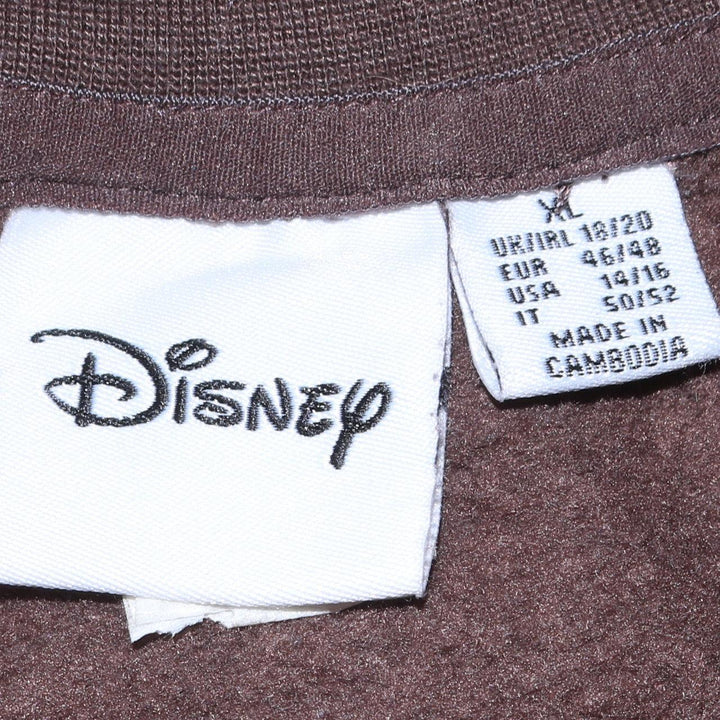 Disney
XL
UK/IRL 18/20
EUR 46/48
USA 14/16
IT 50/52
MADE IN
CAMBODIA